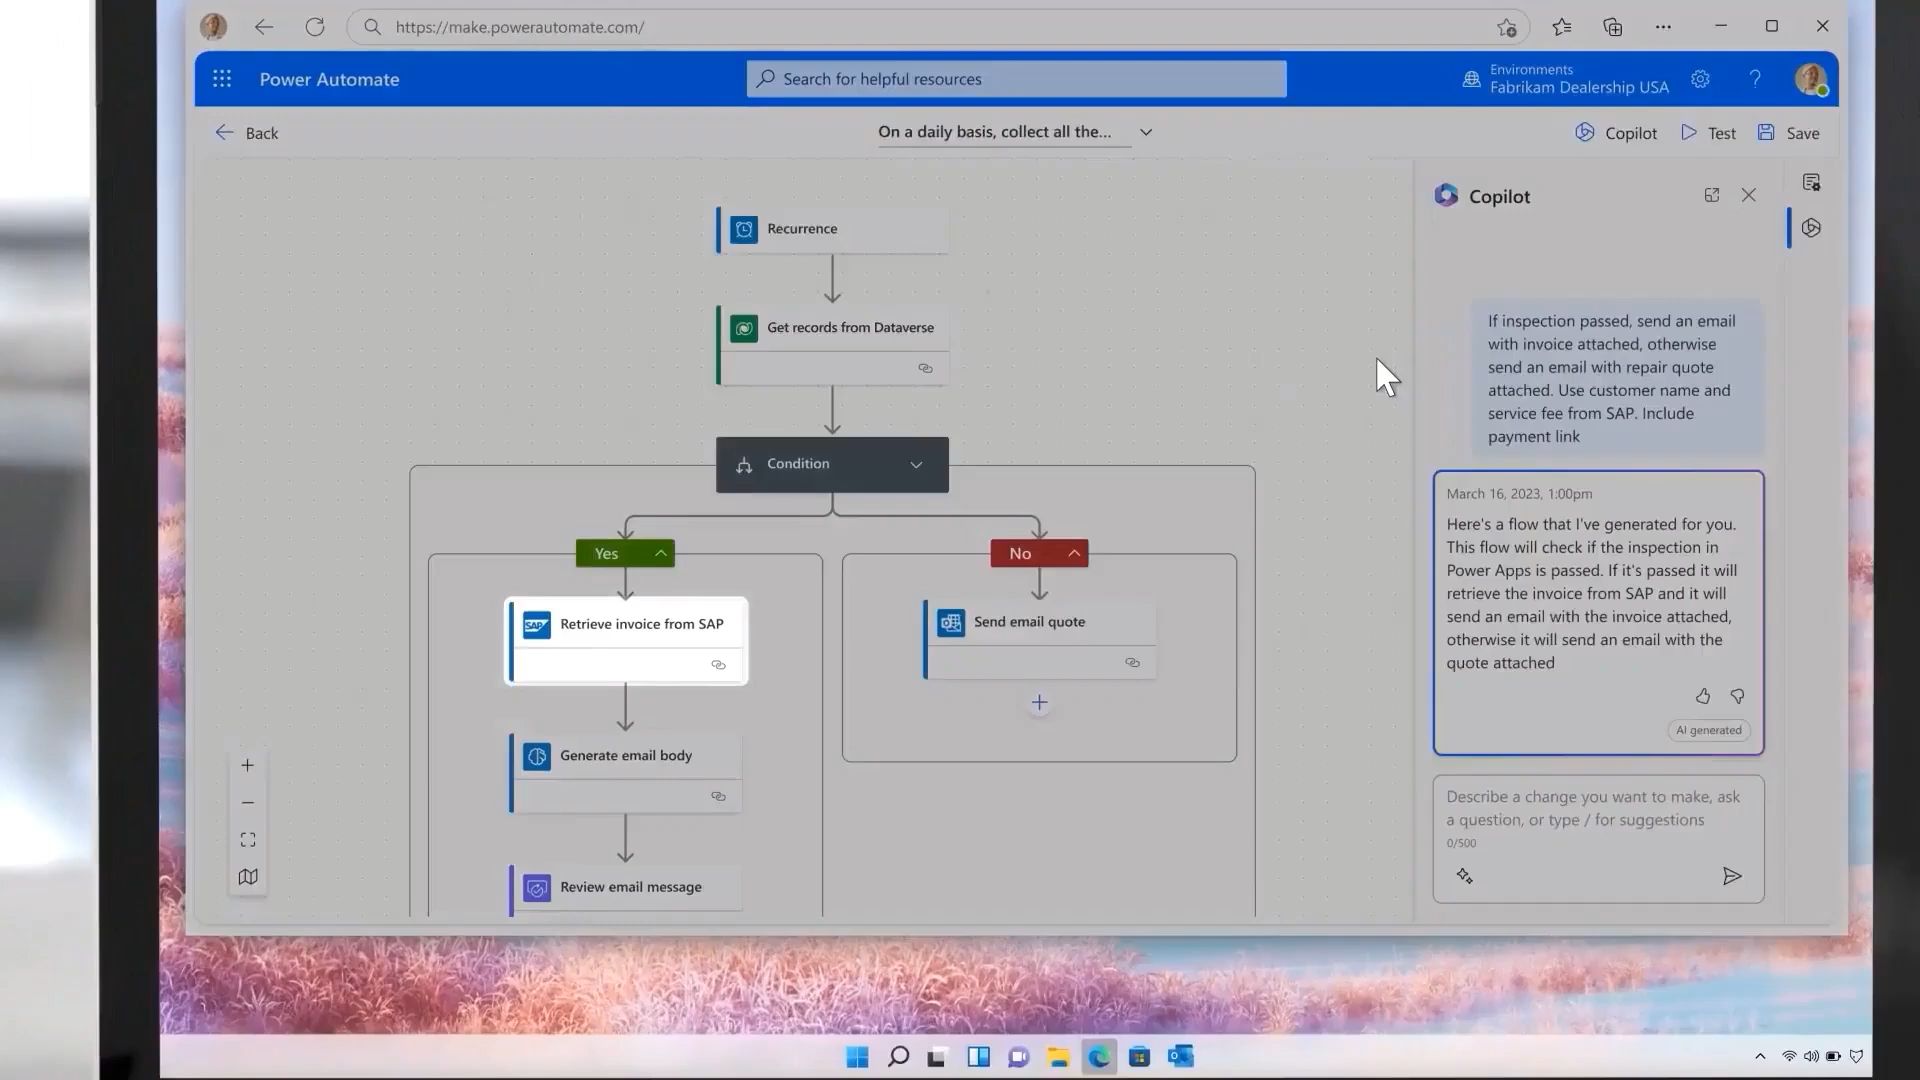 https://make.powerautomate.com/
Power Automate
Search for helpful resources
Environments
Fabrikam Dealership USA
Back
On a daily basis, collect all the...
Copilot
Test
Save
Recurrence
Get records from Dataverse
Condition
Yes
No
SAP
Retrieve invoice from SAP
Send email quote
Generate email body
Review email message
Copilot
If inspection passed, send an email
with invoice attached, otherwise
send an email with repair quote
attached. Use customer name and
service fee from SAP. Include
payment link
March 16, 2023, 1:00pm
Here's a flow that I've generated for you.
This flow will check if the inspection in
Power Apps is passed. If it's passed it will
retrieve the invoice from SAP and it will
send an email with the invoice attached,
otherwise it will send an email with the
quote attached
AI generated
Describe a change you want to make, ask
a question, or type / for suggestions
0/500